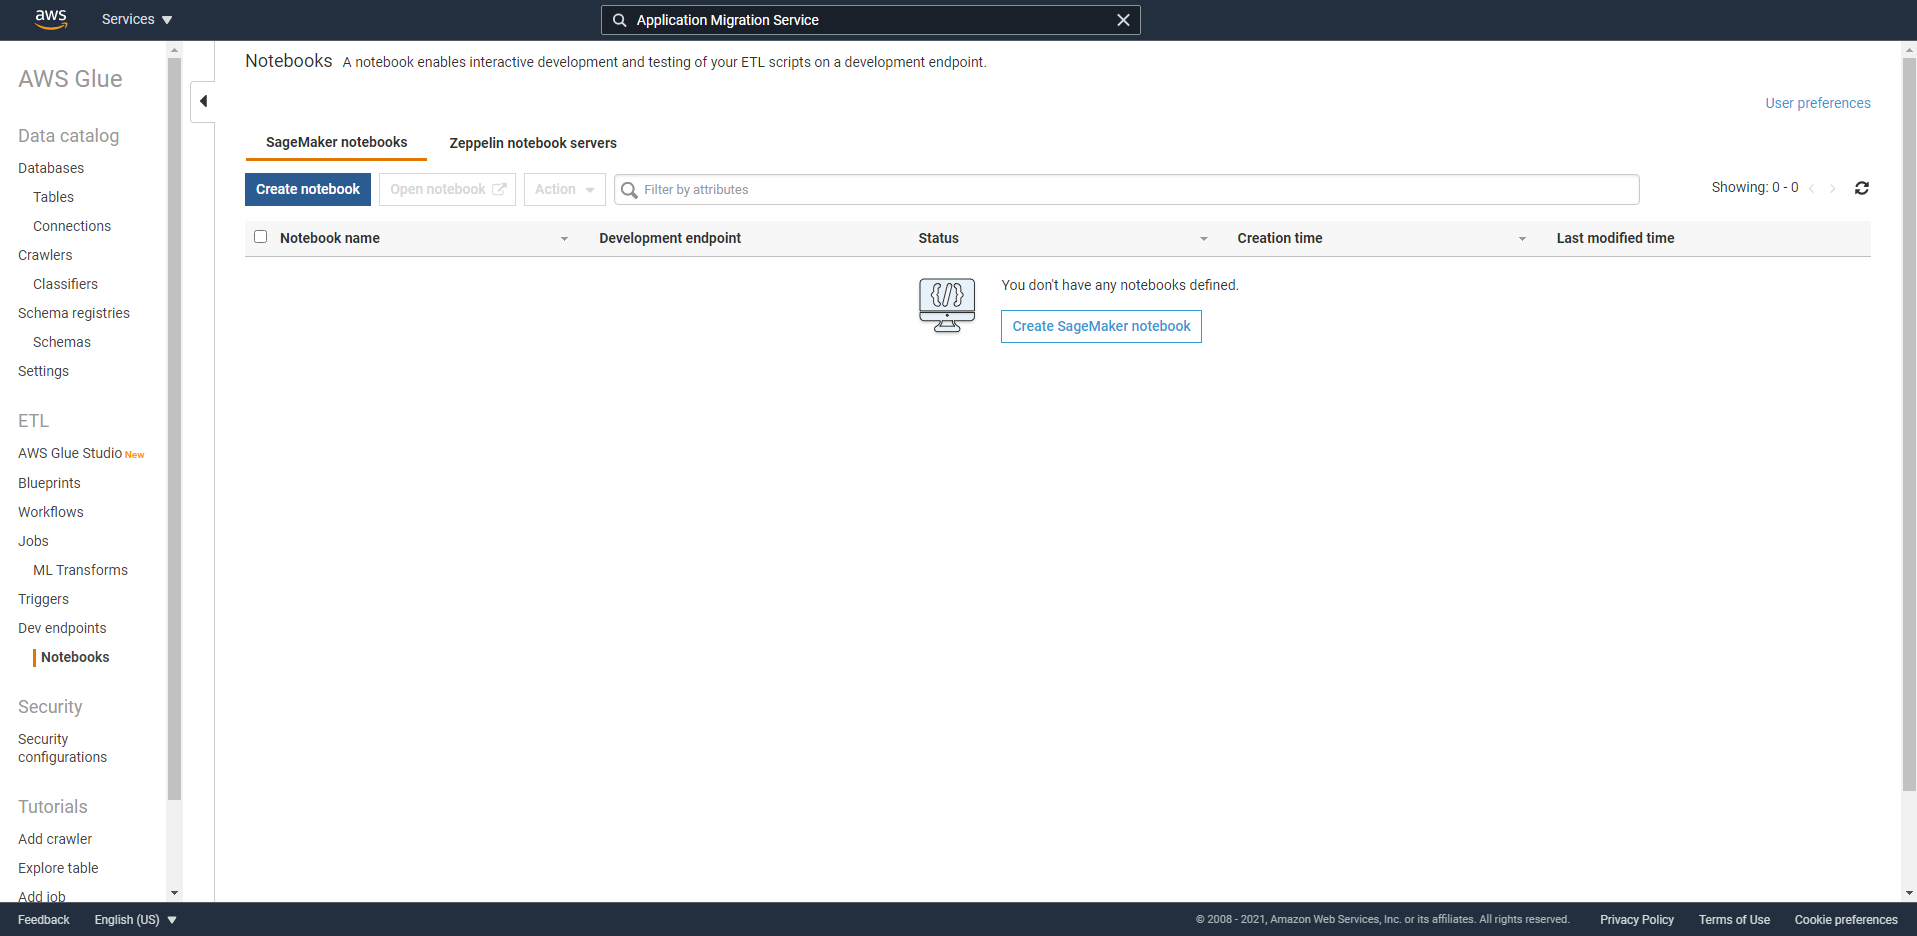 aws
Services
Application Migration Service
AWS Glue
Data catalog
Databases
Tables
Connections
Crawlers
Classifiers
Schema registries
Schemas
Settings
ETL
AWS Glue Studio New
Blueprints
Workflows
Jobs
ML Transforms
Triggers
Dev endpoints
Notebooks
Security
Security
configurations
Tutorials
Add crawler
Explore table
Add job
Notebooks A notebook enables interactive development and testing of your ETL scripts on a development endpoint.
User preferences
SageMaker notebooks Zeppelin notebook servers
Create notebook Open notebook Action Filter by attributes Showing: 0 - 0
Notebook name Development endpoint Status Creation time Last modified time
{/}
You don't have any notebooks defined.
Create SageMaker notebook
Feedback English (US) © 2008 - 2021, Amazon Web Services, Inc. or its affiliates. All rights reserved. Privacy Policy Terms of Use Cookie preferences